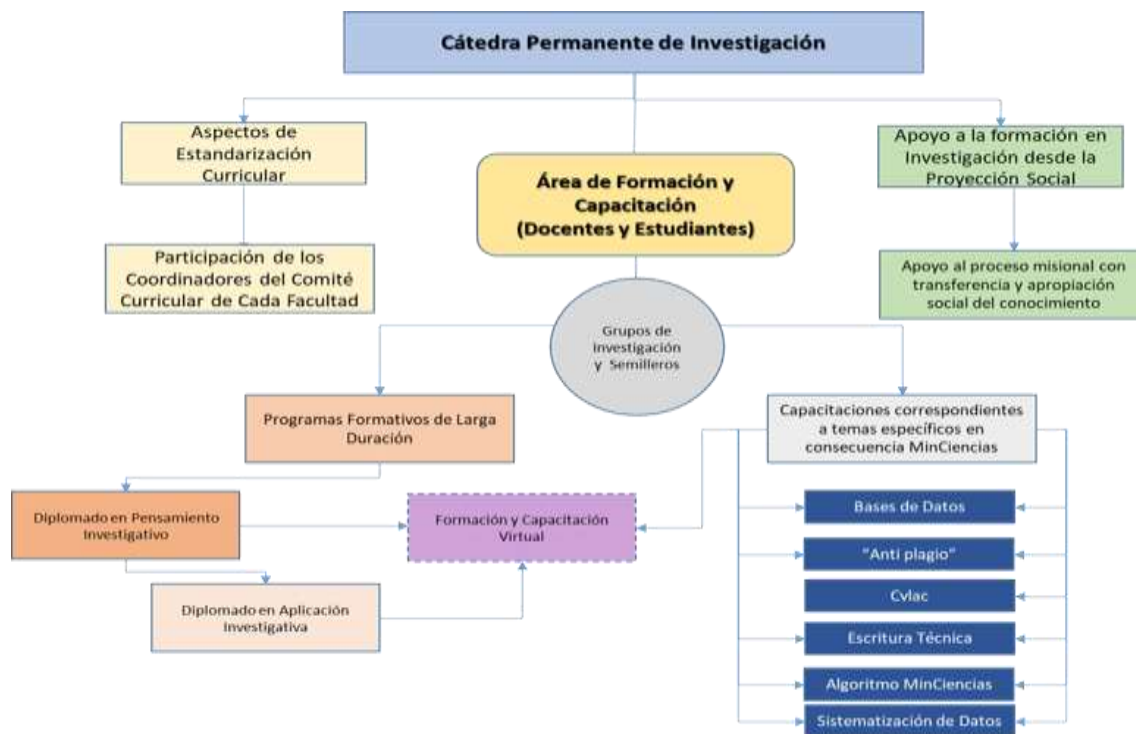 Cátedra Permanente de Investigación
Aspectos de
Estandarización
Curricular
Área de Formación y
Capacitación
(Docentes y Estudiantes)
Apoyo a la formación en
Investigación desde la
Proyección Social
Participación de los
Coordinadores del Comité
Curricular de Cada Facultad
Apoyo al proceso misional con
transferencia y apropiación
social del conocimiento
Grupos de
Investigación
y Semilleros
Programas Formativos de Larga
Duración
Capacitaciones correspondientes
a temas específicos en
consecuencia MinCiencias
Diplomado en Pensamiento
Investigativo
Formación y Capacitación
Virtual
Diplomado en Aplicación
Investigativa
Bases de Datos
"Anti plagio"
Cvlac
Escritura Técnica
Algoritmo MinCiencias
Sistematización de Datos